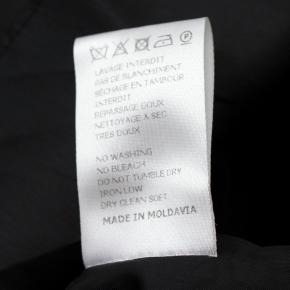 LAVAGE INTERDIT
PAS DE BLANCHIMENT
SÉCHAGE EN TAMBOUR
INTERDIT
REPASSAGE DOUX
NETTOYAGE A SEC
TRES DOUX
NO WASHING
NO BLEACH
DO NOT TUMBLE DRY
IRON LOW
DRY CLEAN SOFT
MADE IN MOLDAVIA